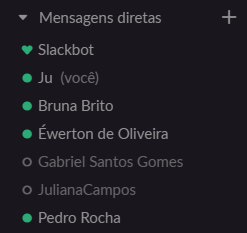 Mensagens diretas
Slackbot
Ju (você)
Bruna Brito
Éwerton de Oliveira
Gabriel Santos Gomes
JulianaCampos
Pedro Rocha